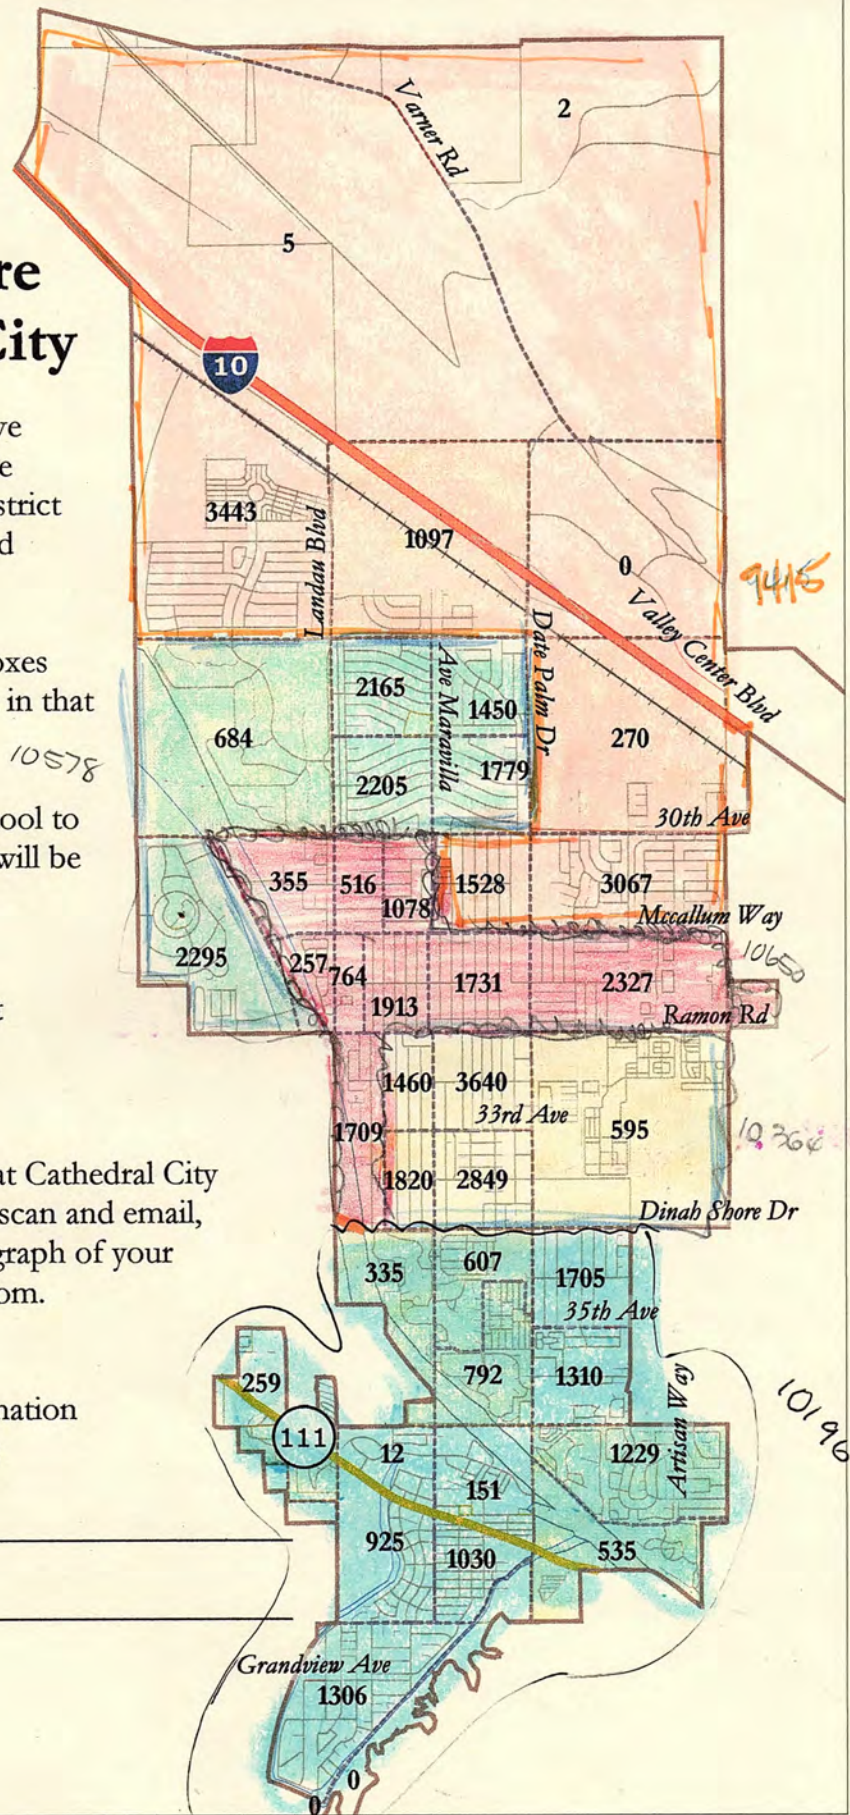 2
Varner Rd
5
re
City
10
ve
e
strict
d
3443
Landau Blvd
1097
0
9415
Valley Center Blvd
Date Palm Dr
oxes
in that
2165
Ave Maravilla
1450
684
270
10578
2205
1779
30th Ave
ool to
will be
355
516
1078
1528
3067
Mccallum Way
2295
257
764
1913
1731
2327
10650
Ramon Rd
t
1460
3640
33rd Ave
595
1709
10,364
1820
2849
at Cathedral City
scan and email,
graph of your
om.
Dinah Shore Dr
335
607
1705
35th Ave
792
1310
259
nation
111
12
1229
Artisan Way
10196
151
925
1030
535
Grandview Ave
1306
0
0